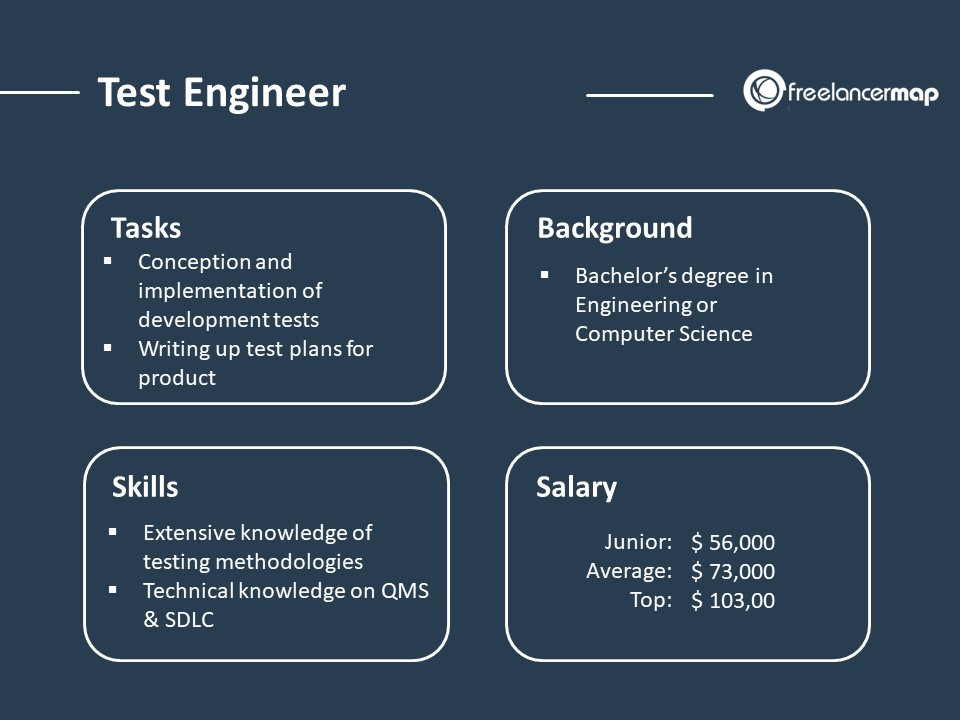 Test Engineer
freelancermap
Tasks
▪ Conception and
implementation of
development tests
▪ Writing up test plans for
product
Background
▪ Bachelor’s degree in
Engineering or
Computer Science
Skills
▪ Extensive knowledge of
testing methodologies
▪ Technical knowledge on QMS
& SDLC
Salary
Junior: $ 56,000
Average: $ 73,000
Top: $ 103,00